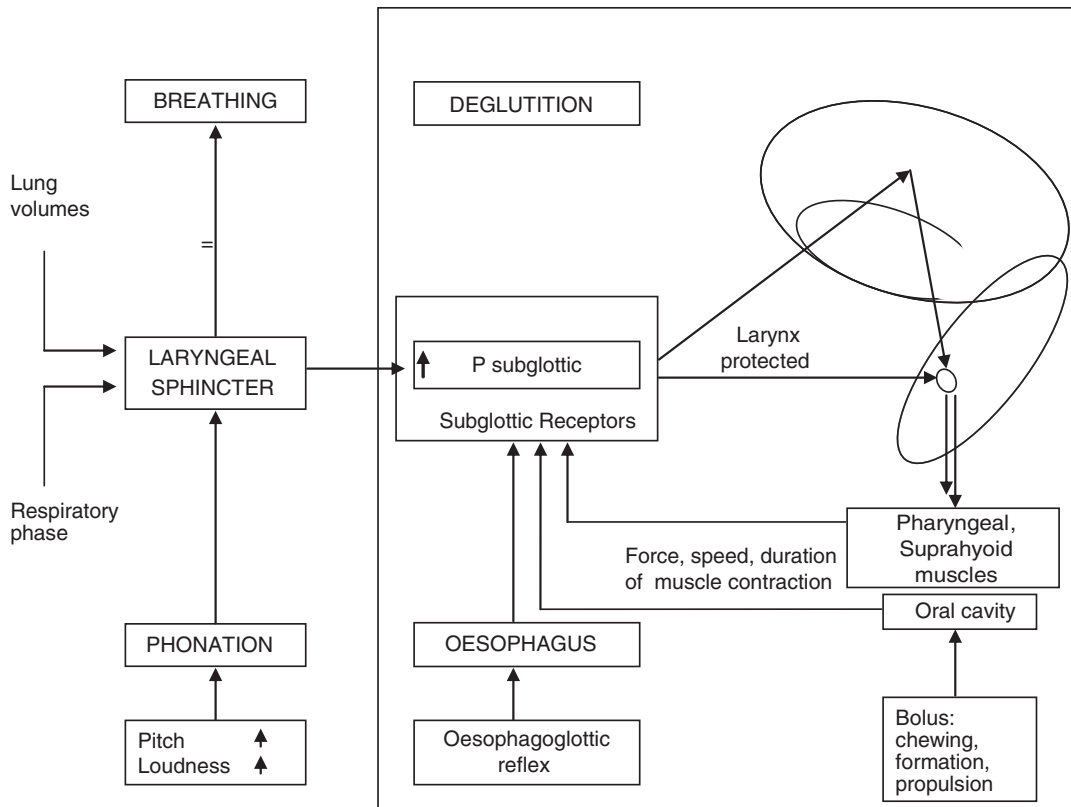 BREATHING
DEGLUTITION
Lung
volumes
=
LARYNGEAL
SPHINCTER
P subglottic
Subglottic Receptors
Larynx
protected
Respiratory
phase
Pharyngeal,
Suprahyoid
muscles
Force, speed, duration
of muscle contraction
Oral cavity
PHONATION
OESOPHAGUS
Pitch
Loudness
Oesophagoglottic
reflex
Bolus:
chewing,
formation,
propulsion